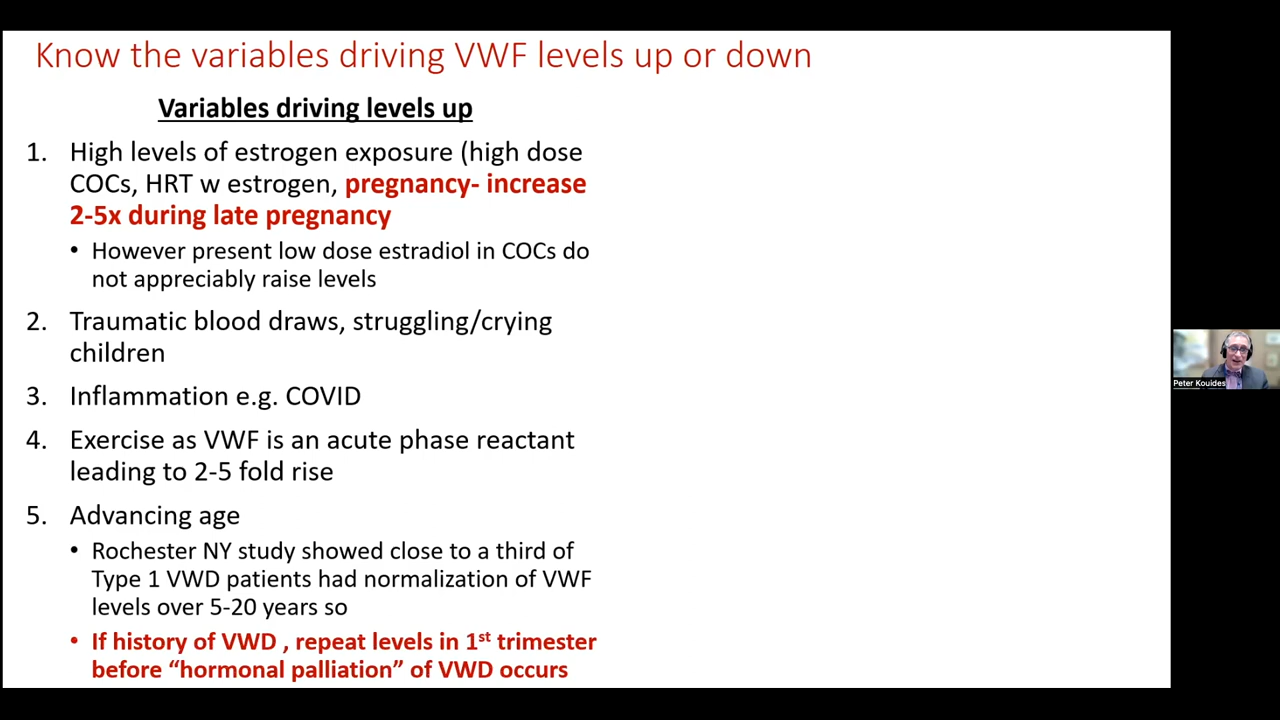 Know the variables driving VWF levels up or down
Variables driving levels up
1. High levels of estrogen exposure (high dose
COCs, HRT w estrogen, pregnancy- increase
2-5x during late pregnancy
• However present low dose estradiol in COCs do
not appreciably raise levels
2. Traumatic blood draws, struggling/crying
children
3. Inflammation e.g. COVID
4. Exercise as VWF is an acute phase reactant
leading to 2-5 fold rise
5. Advancing age
• Rochester NY study showed close to a third of
Type 1 VWD patients had normalization of VWF
levels over 5-20 years so
• If history of VWD , repeat levels in 1st trimester
before “hormonal palliation” of VWD occurs
Peter Kouides